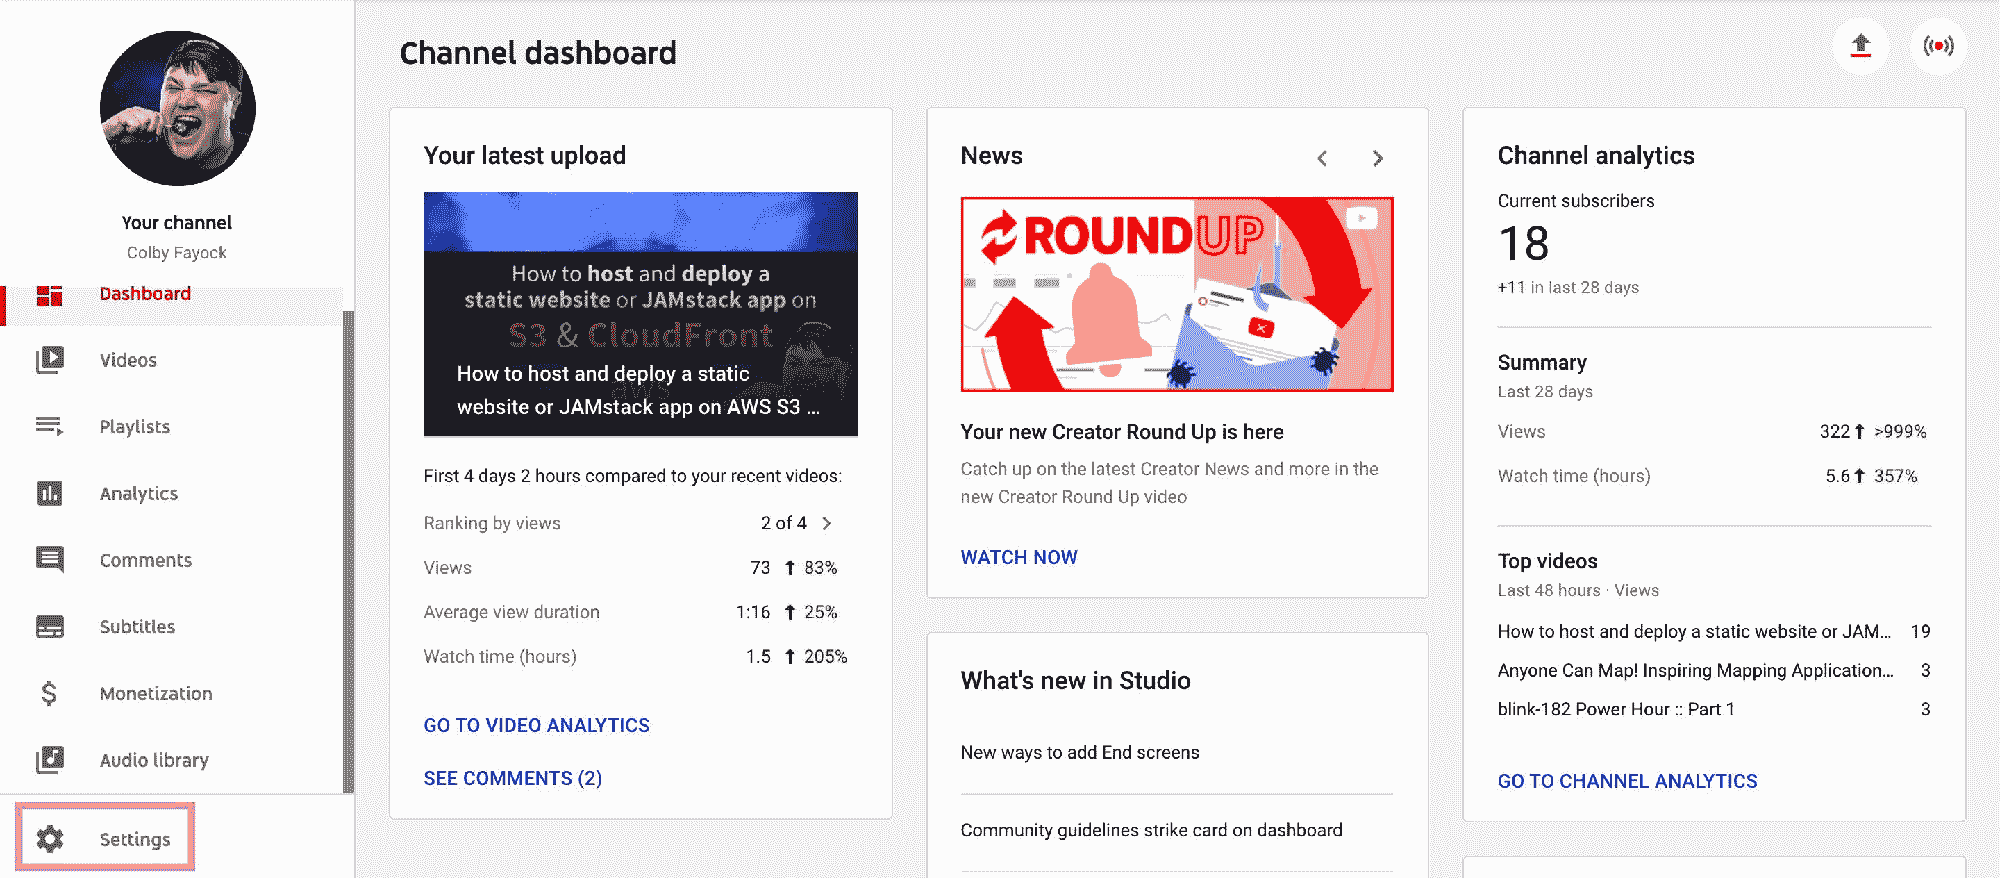 Your channel
Colby Fayock
Dashboard
Videos
Playlists
Analytics
Comments
Subtitles
Monetization
Audio library
Settings
Channel dashboard
Your latest upload
How to host and deploy a
static website or JAMstack app on
S3 & CloudFront
aws
How to host and deploy a static
website or JAMstack app on AWS S3 ...
First 4 days 2 hours compared to your recent videos:
Ranking by views 2 of 4
Views 73 83%
Average view duration 1:16 25%
Watch time (hours) 1.5 205%
GO TO VIDEO ANALYTICS
SEE COMMENTS (2)
News
ROUNDUP
Your new Creator Round Up is here
Catch up on the latest Creator News and more in the
new Creator Round Up video
WATCH NOW
What's new in Studio
New ways to add End screens
Community guidelines strike card on dashboard
Channel analytics
Current subscribers
18
+11 in last 28 days
Summary
Last 28 days
Views 322 >999%
Watch time (hours) 5.6 357%
Top videos
Last 48 hours · Views
How to host and deploy a static website or JAM... 19
Anyone Can Map! Inspiring Mapping Application... 3
blink-182 Power Hour :: Part 1 3
GO TO CHANNEL ANALYTICS